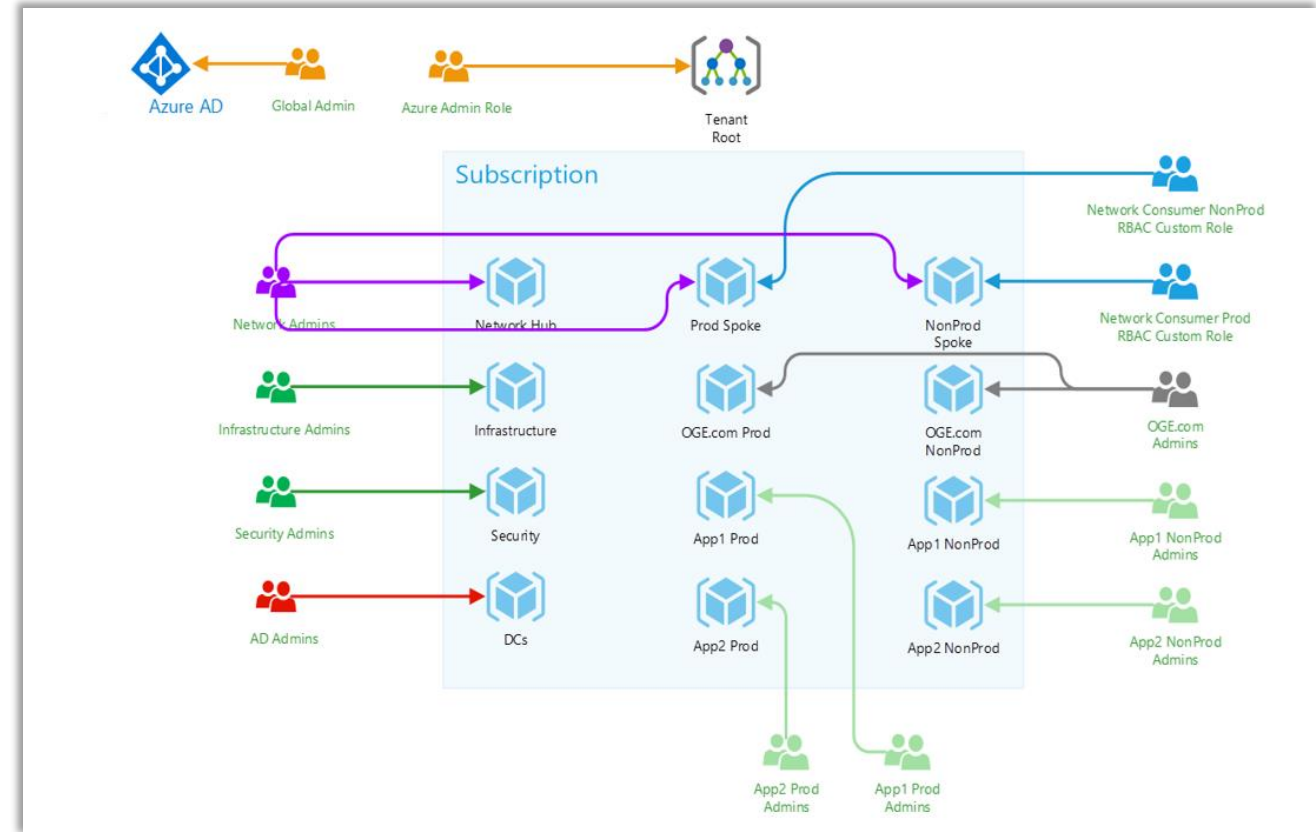 Azure AD
Global Admin
Azure Admin Role
Tenant
Root
Subscription
Network Consumer NonProd
RBAC Custom Role
Network Admins
Network Hub
Prod Spoke
NonProd
Spoke
Network Consumer Prod
RBAC Custom Role
Infrastructure Admins
Infrastructure
OGE.com Prod
OGE.com
NonProd
OGE.com
Admins
Security Admins
Security
App1 Prod
App1 NonProd
App1 NonProd
Admins
AD Admins
DCs
App2 Prod
App2 NonProd
App2 NonProd
Admins
App2 Prod
Admins
App1 Prod
Admins